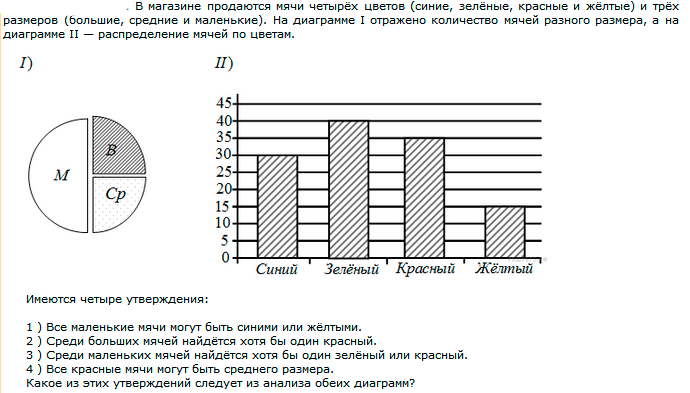 . В магазине продаются мячи четырёх цветов (синие, зелёные, красные и жёлтые) и трёх
размеров (большие, средние и маленькие). На диаграмме I отражено количество мячей разного размера, а на
диаграмме II — распределение мячей по цветам.
I)
II)
М
В
Ср
45
40
35
30
25
20
15
10
5
0
Синий Зелёный Красный Жёлтый
Имеются четыре утверждения:
1 ) Все маленькие мячи могут быть синими или жёлтыми.
2 ) Среди больших мячей найдётся хотя бы один красный.
3 ) Среди маленьких мячей найдётся хотя бы один зелёный или красный.
4 ) Все красные мячи могут быть среднего размера.
Какое из этих утверждений следует из анализа обеих диаграмм?